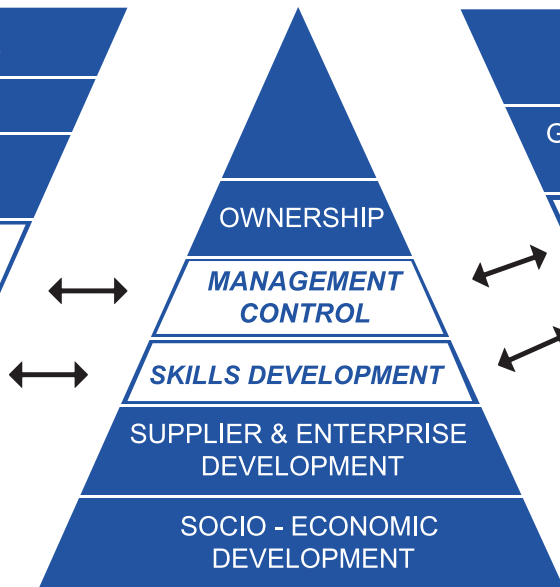 OWNERSHIP
MANAGEMENT
CONTROL
SKILLS DEVELOPMENT
SUPPLIER & ENTERPRISE
DEVELOPMENT
SOCIO - ECONOMIC
DEVELOPMENT
G